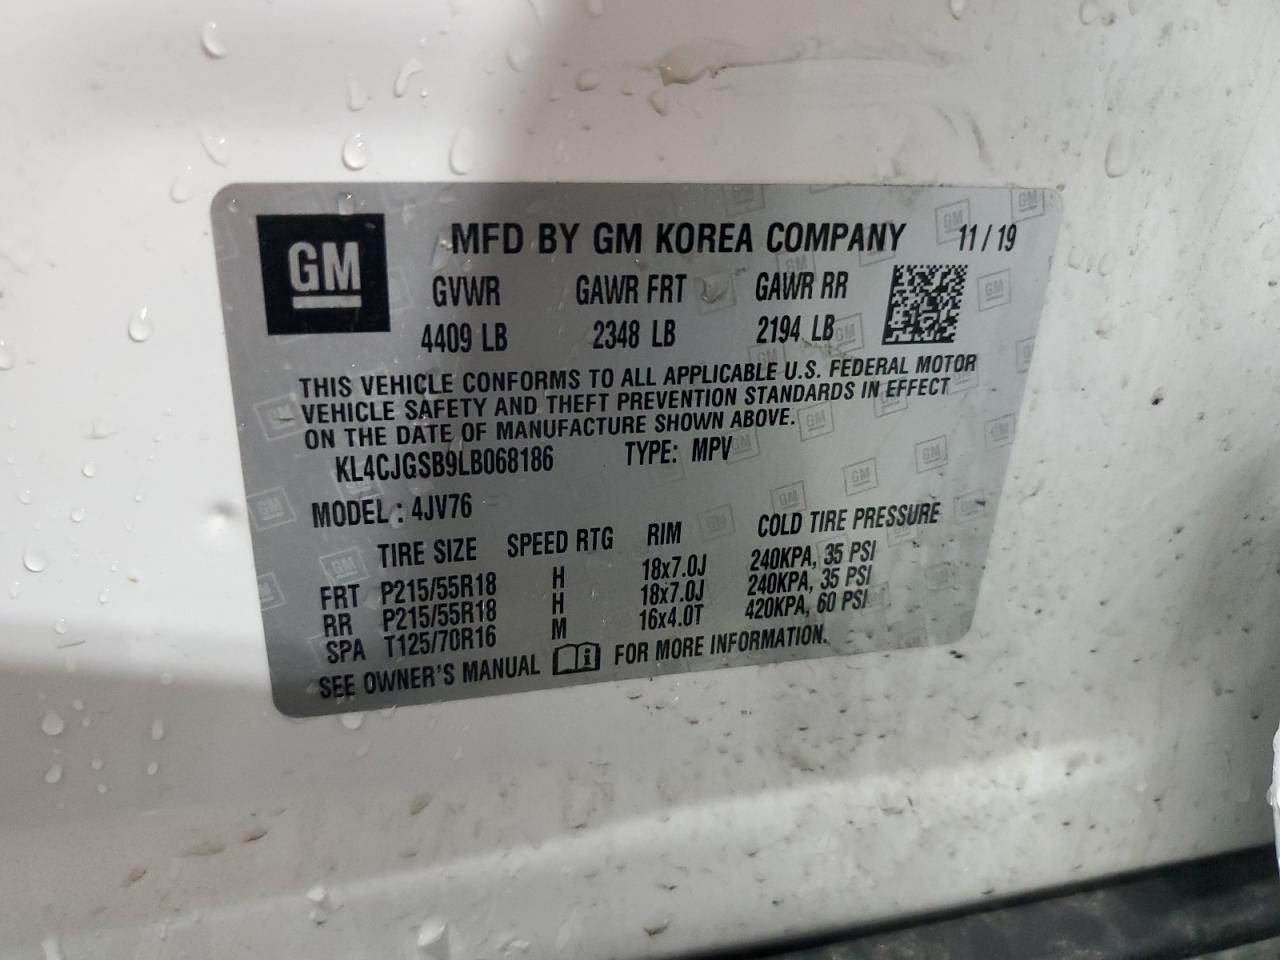 GM
MFD BY GM KOREA COMPANY 11/19
GVWR GAWR FRT GAWR RR
4409 LB 2348 LB 2194 LB
THIS VEHICLE CONFORMS TO ALL APPLICABLE U.S. FEDERAL MOTOR
VEHICLE SAFETY AND THEFT PREVENTION STANDARDS IN EFFECT
ON THE DATE OF MANUFACTURE SHOWN ABOVE.
KL4CJGSB9LB068186 TYPE: MPV
MODEL : 4JV76
TIRE SIZE SPEED RTG RIM COLD TIRE PRESSURE
FRT P215/55R18 H 18x7.0J 240KPA, 35 PSI
RR P215/55R18 H 18x7.0J 240KPA, 35 PSI
SPA T125/70R16 M 16x4.0T 420KPA, 60 PSI
SEE OWNER'S MANUAL FOR MORE INFORMATION.